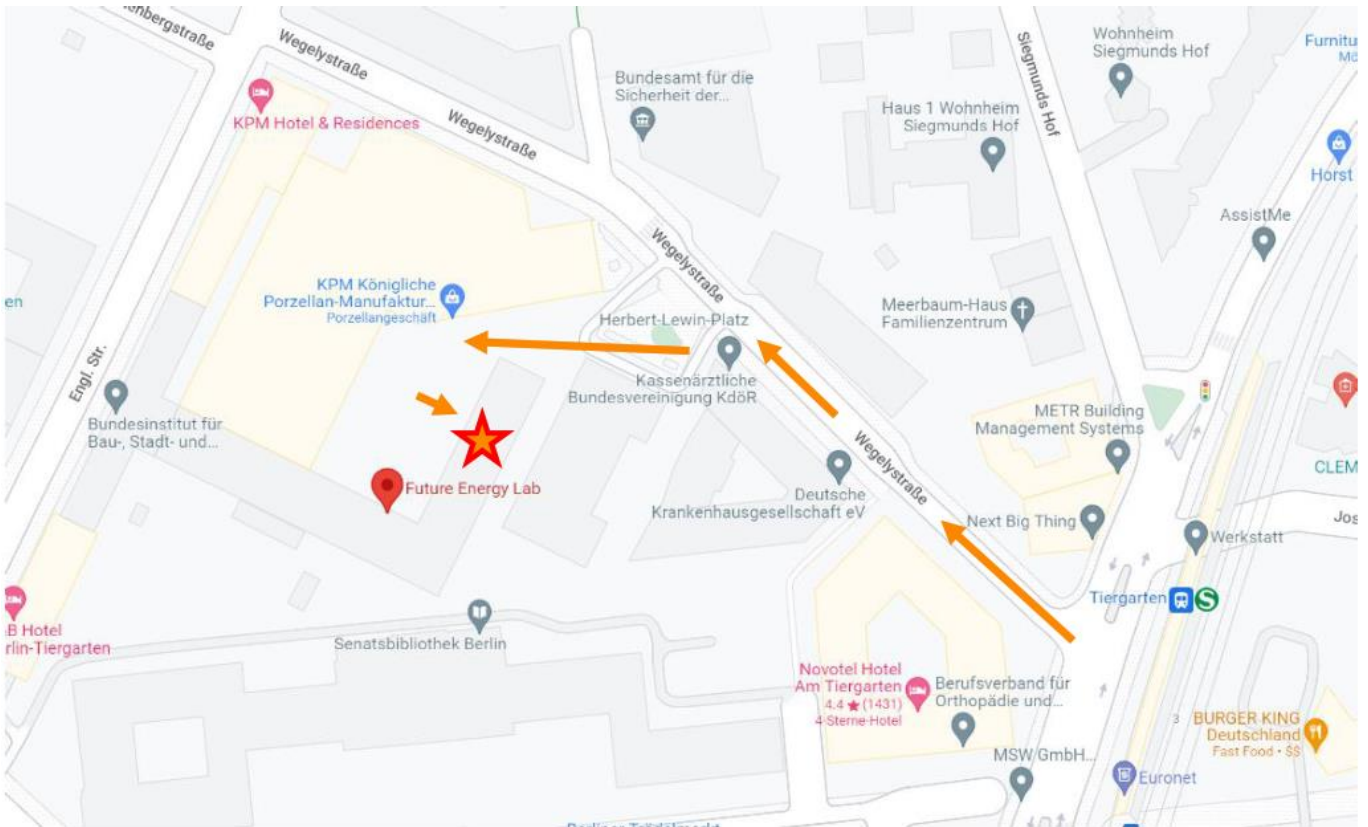 Wegelystraße
Wegelystraße
KPM Hotel & Residences
Bundesamt für die
Sicherheit der...
Haus 1 Wohnheim
Siegmunds Hof
Siegmunds Hof
Wohnheim
Siegmunds Hof
Horst
AssistMe
Wegelystraße
KPM Königliche
Porzellan-Manufaktur...
Porzellangeschäft
Herbert-Lewin-Platz
Meerbaum-Haus
Familienzentrum
Kassenärztliche
Bundesvereinigung KdöR
Engl. Str.
Bundesinstitut für
Bau-, Stadt- und...
METR Building
Management Systems
Wegelystraße
Future Energy Lab
Deutsche
Krankenhausgesellschaft eV
Next Big Thing
Werkstatt
Tiergarten
S
Senatsbibliothek Berlin
Novotel Hotel
Am Tiergarten
4.4 ★ (1431)
4-Sterne-Hotel
Berufsverband für
Orthopädie und...
3
BURGER KING
Deutschland
Fast Food • $$
MSW GmbH...
Euronet